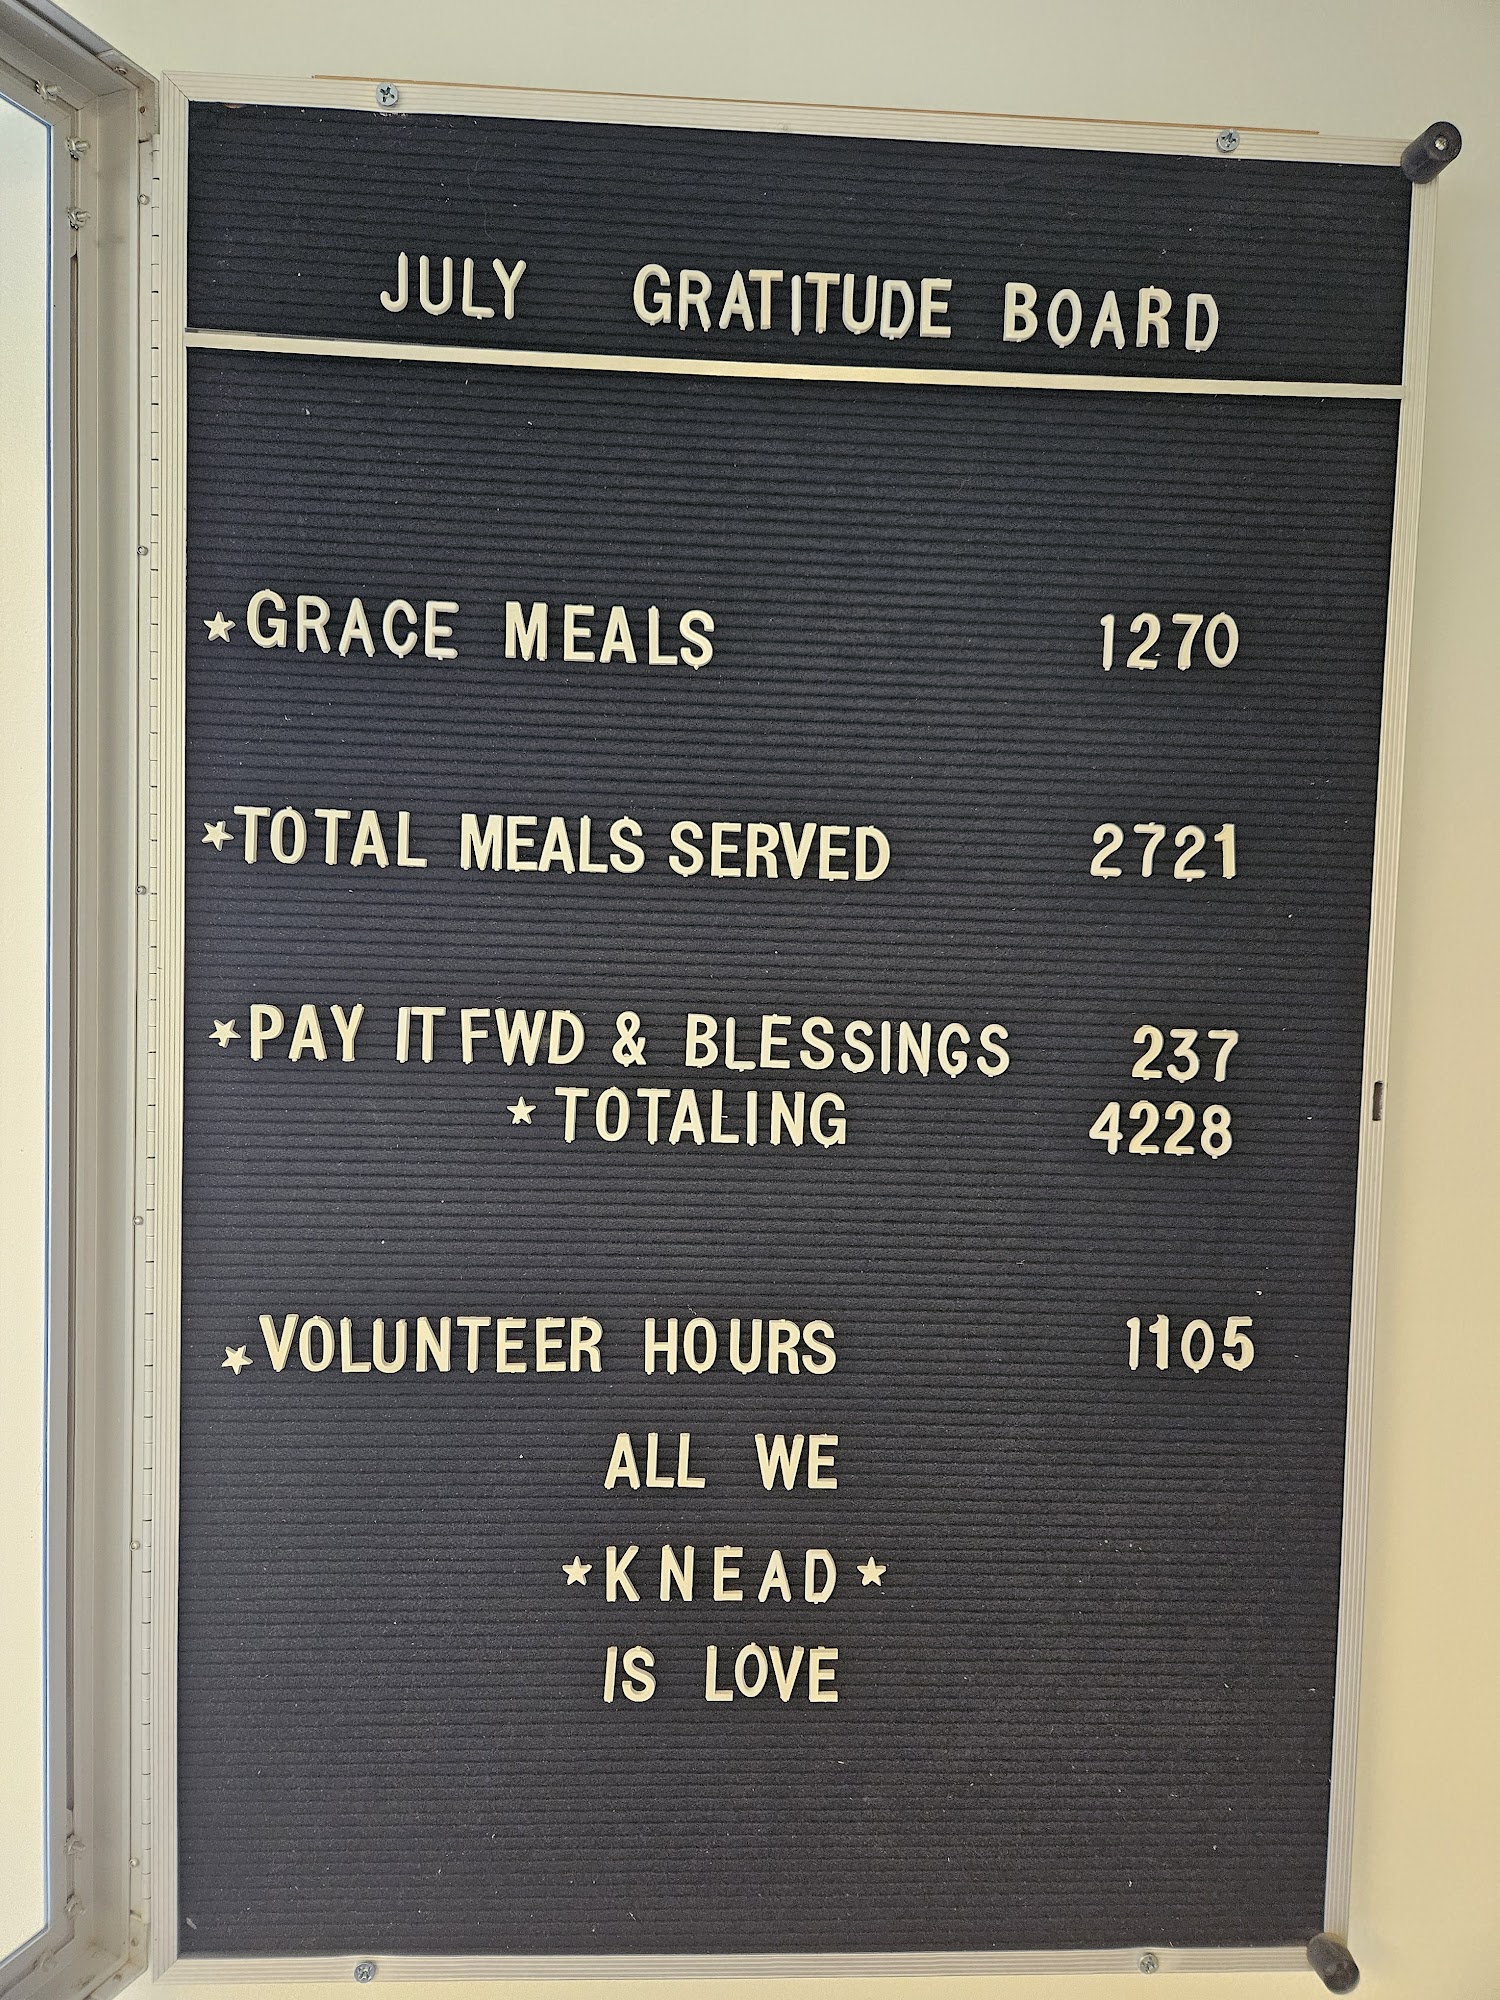 JULY GRATITUDE BOARD
★GRACE MEALS 1270
★TOTAL MEALS SERVED 2721
★PAY IT FWD & BLESSINGS 237
★ TOTALING 4228
★VOLUNTEER HOURS 1105
ALL WE
★KNEAD★
IS LOVE